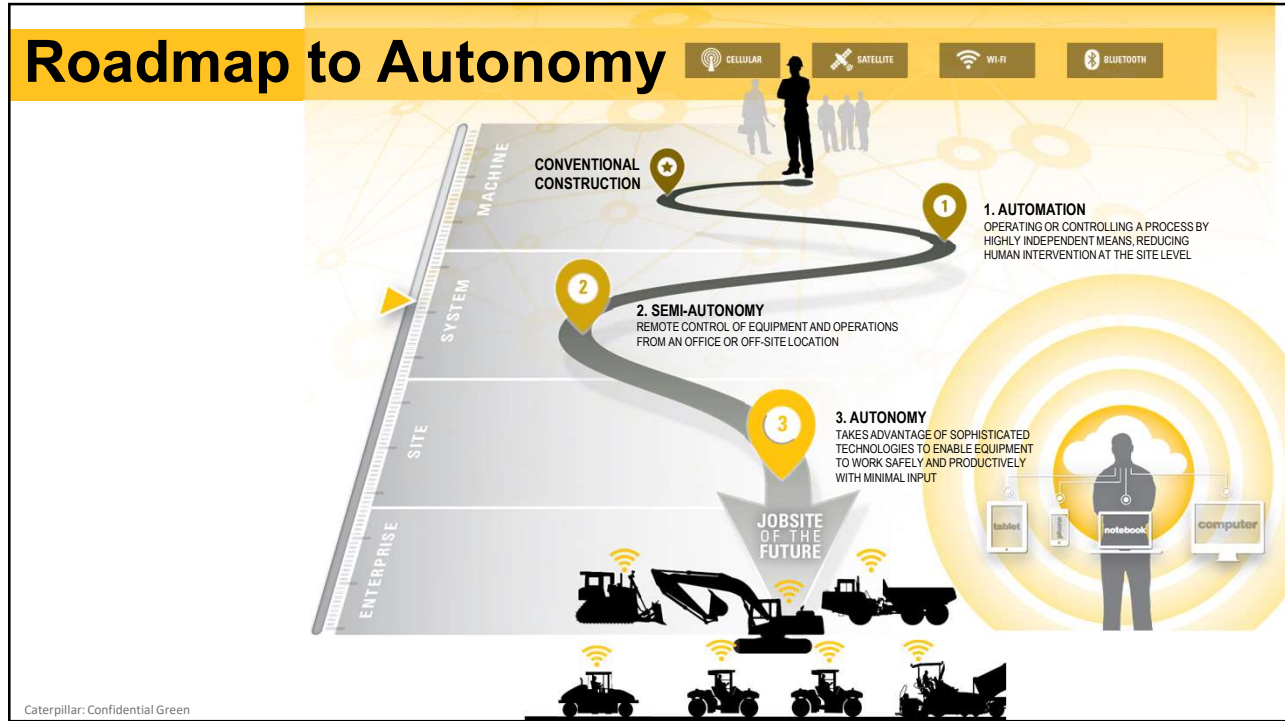 Roadmap to Autonomy
CELLULAR
SATELLITE
WI-FI
BLUETOOTH
MACHINE
CONVENTIONAL
CONSTRUCTION
1
1. AUTOMATION
OPERATING OR CONTROLLING A PROCESS BY
HIGHLY INDEPENDENT MEANS, REDUCING
HUMAN INTERVENTION AT THE SITE LEVEL
SYSTEM
2
2. SEMI-AUTONOMY
REMOTE CONTROL OF EQUIPMENT AND OPERATIONS
FROM AN OFFICE OR OFF-SITE LOCATION
SITE
3
3. AUTONOMY
TAKES ADVANTAGE OF SOPHISTICATED
TECHNOLOGIES TO ENABLE EQUIPMENT
TO WORK SAFELY AND PRODUCTIVELY
WITH MINIMAL INPUT
tablet
phone
notebook
computer
ENTERPRISE
JOBSITE
OF THE
FUTURE
Caterpillar: Confidential Green